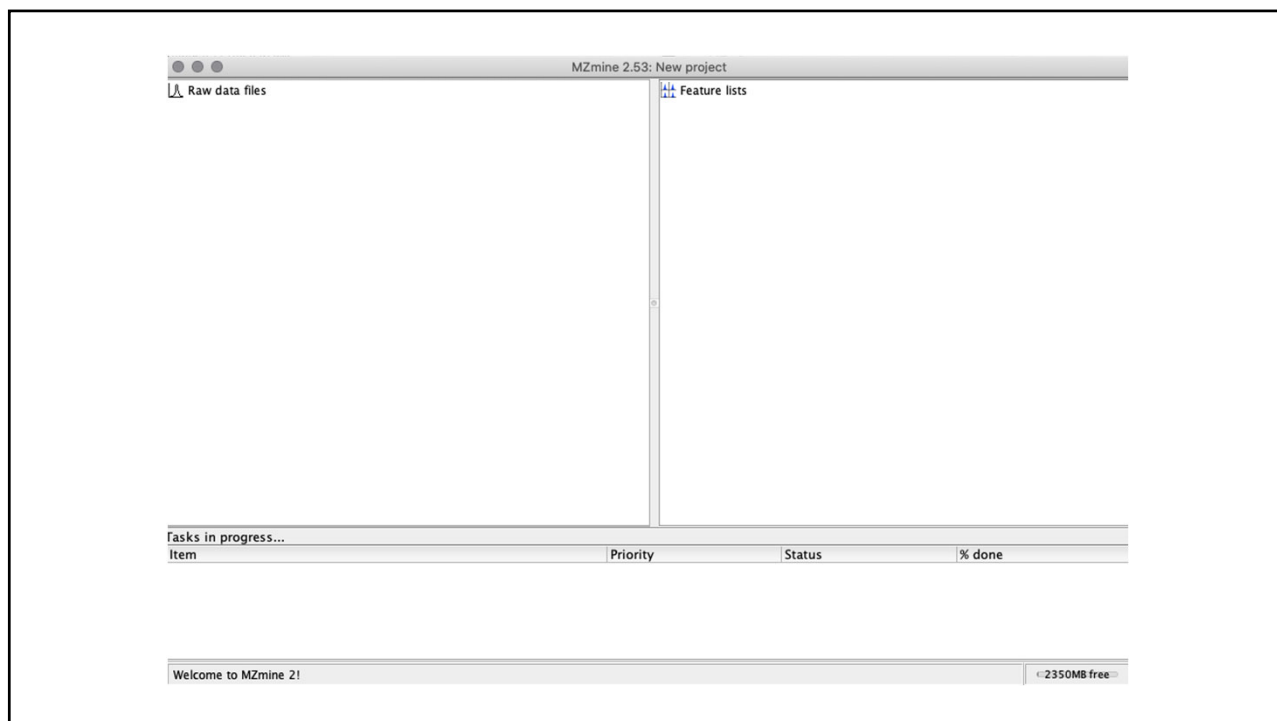 MZmine 2.53: New project
Raw data files
Feature lists
Tasks in progress...
Item Priority Status % done
Welcome to MZmine 2! 2350MB free